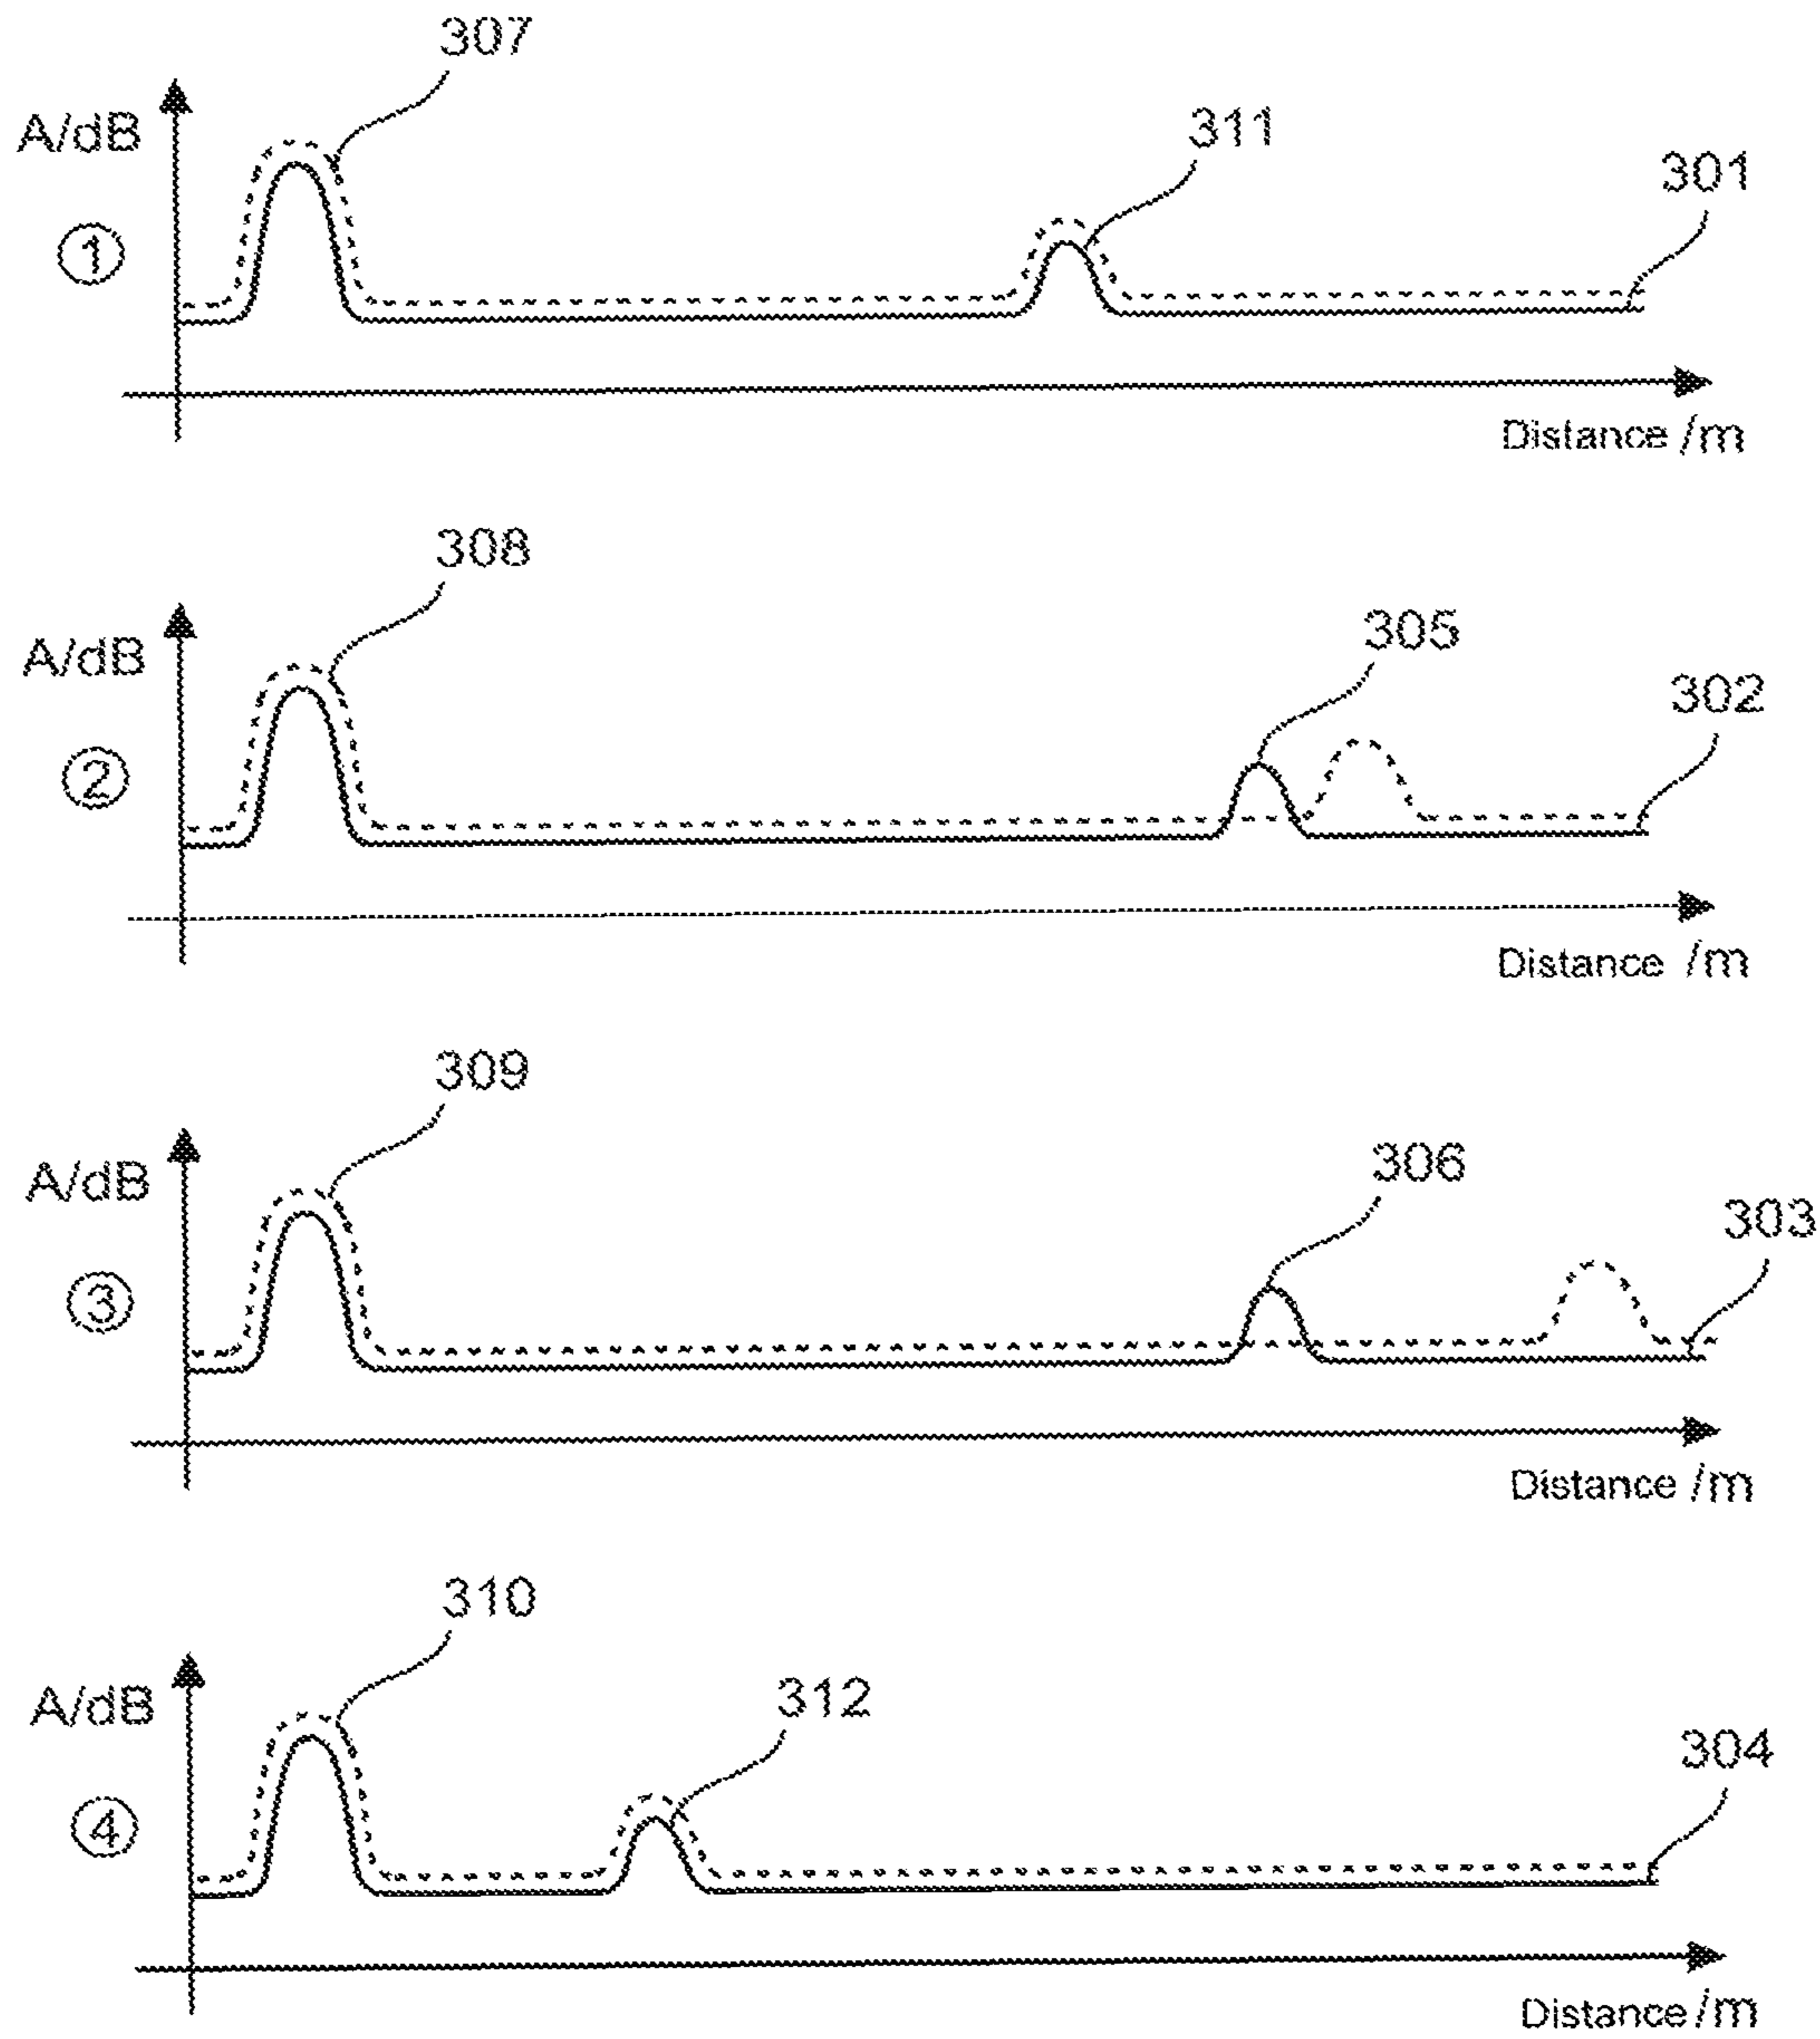 307
A/dB
311
301
①
Distance /m
308
A/dB
305
302
②
Distance /m
309
A/dB
306
303
③
Distance /m
310
A/dB
312
304
④
Distance /m